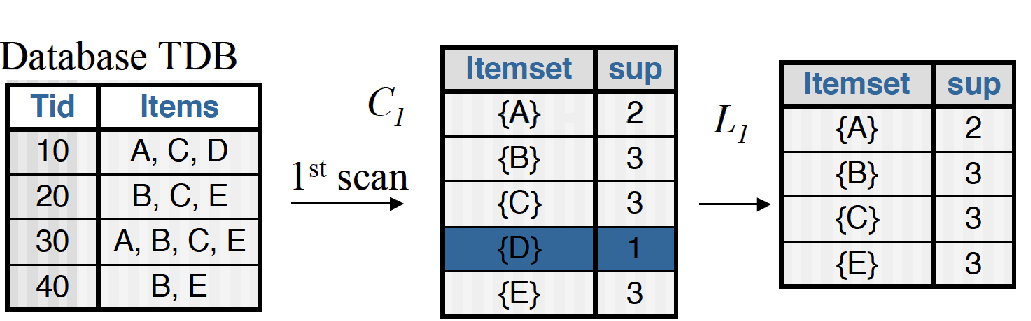 Database TDB
Tid Items
10 A, C, D
20 B, C, E
30 A, B, C, E
40 B, E
C1
1st scan
Itemset sup
{A} 2
{B} 3
{C} 3
{D} 1
{E} 3
L1
Itemset sup
{A} 2
{B} 3
{C} 3
{E} 3